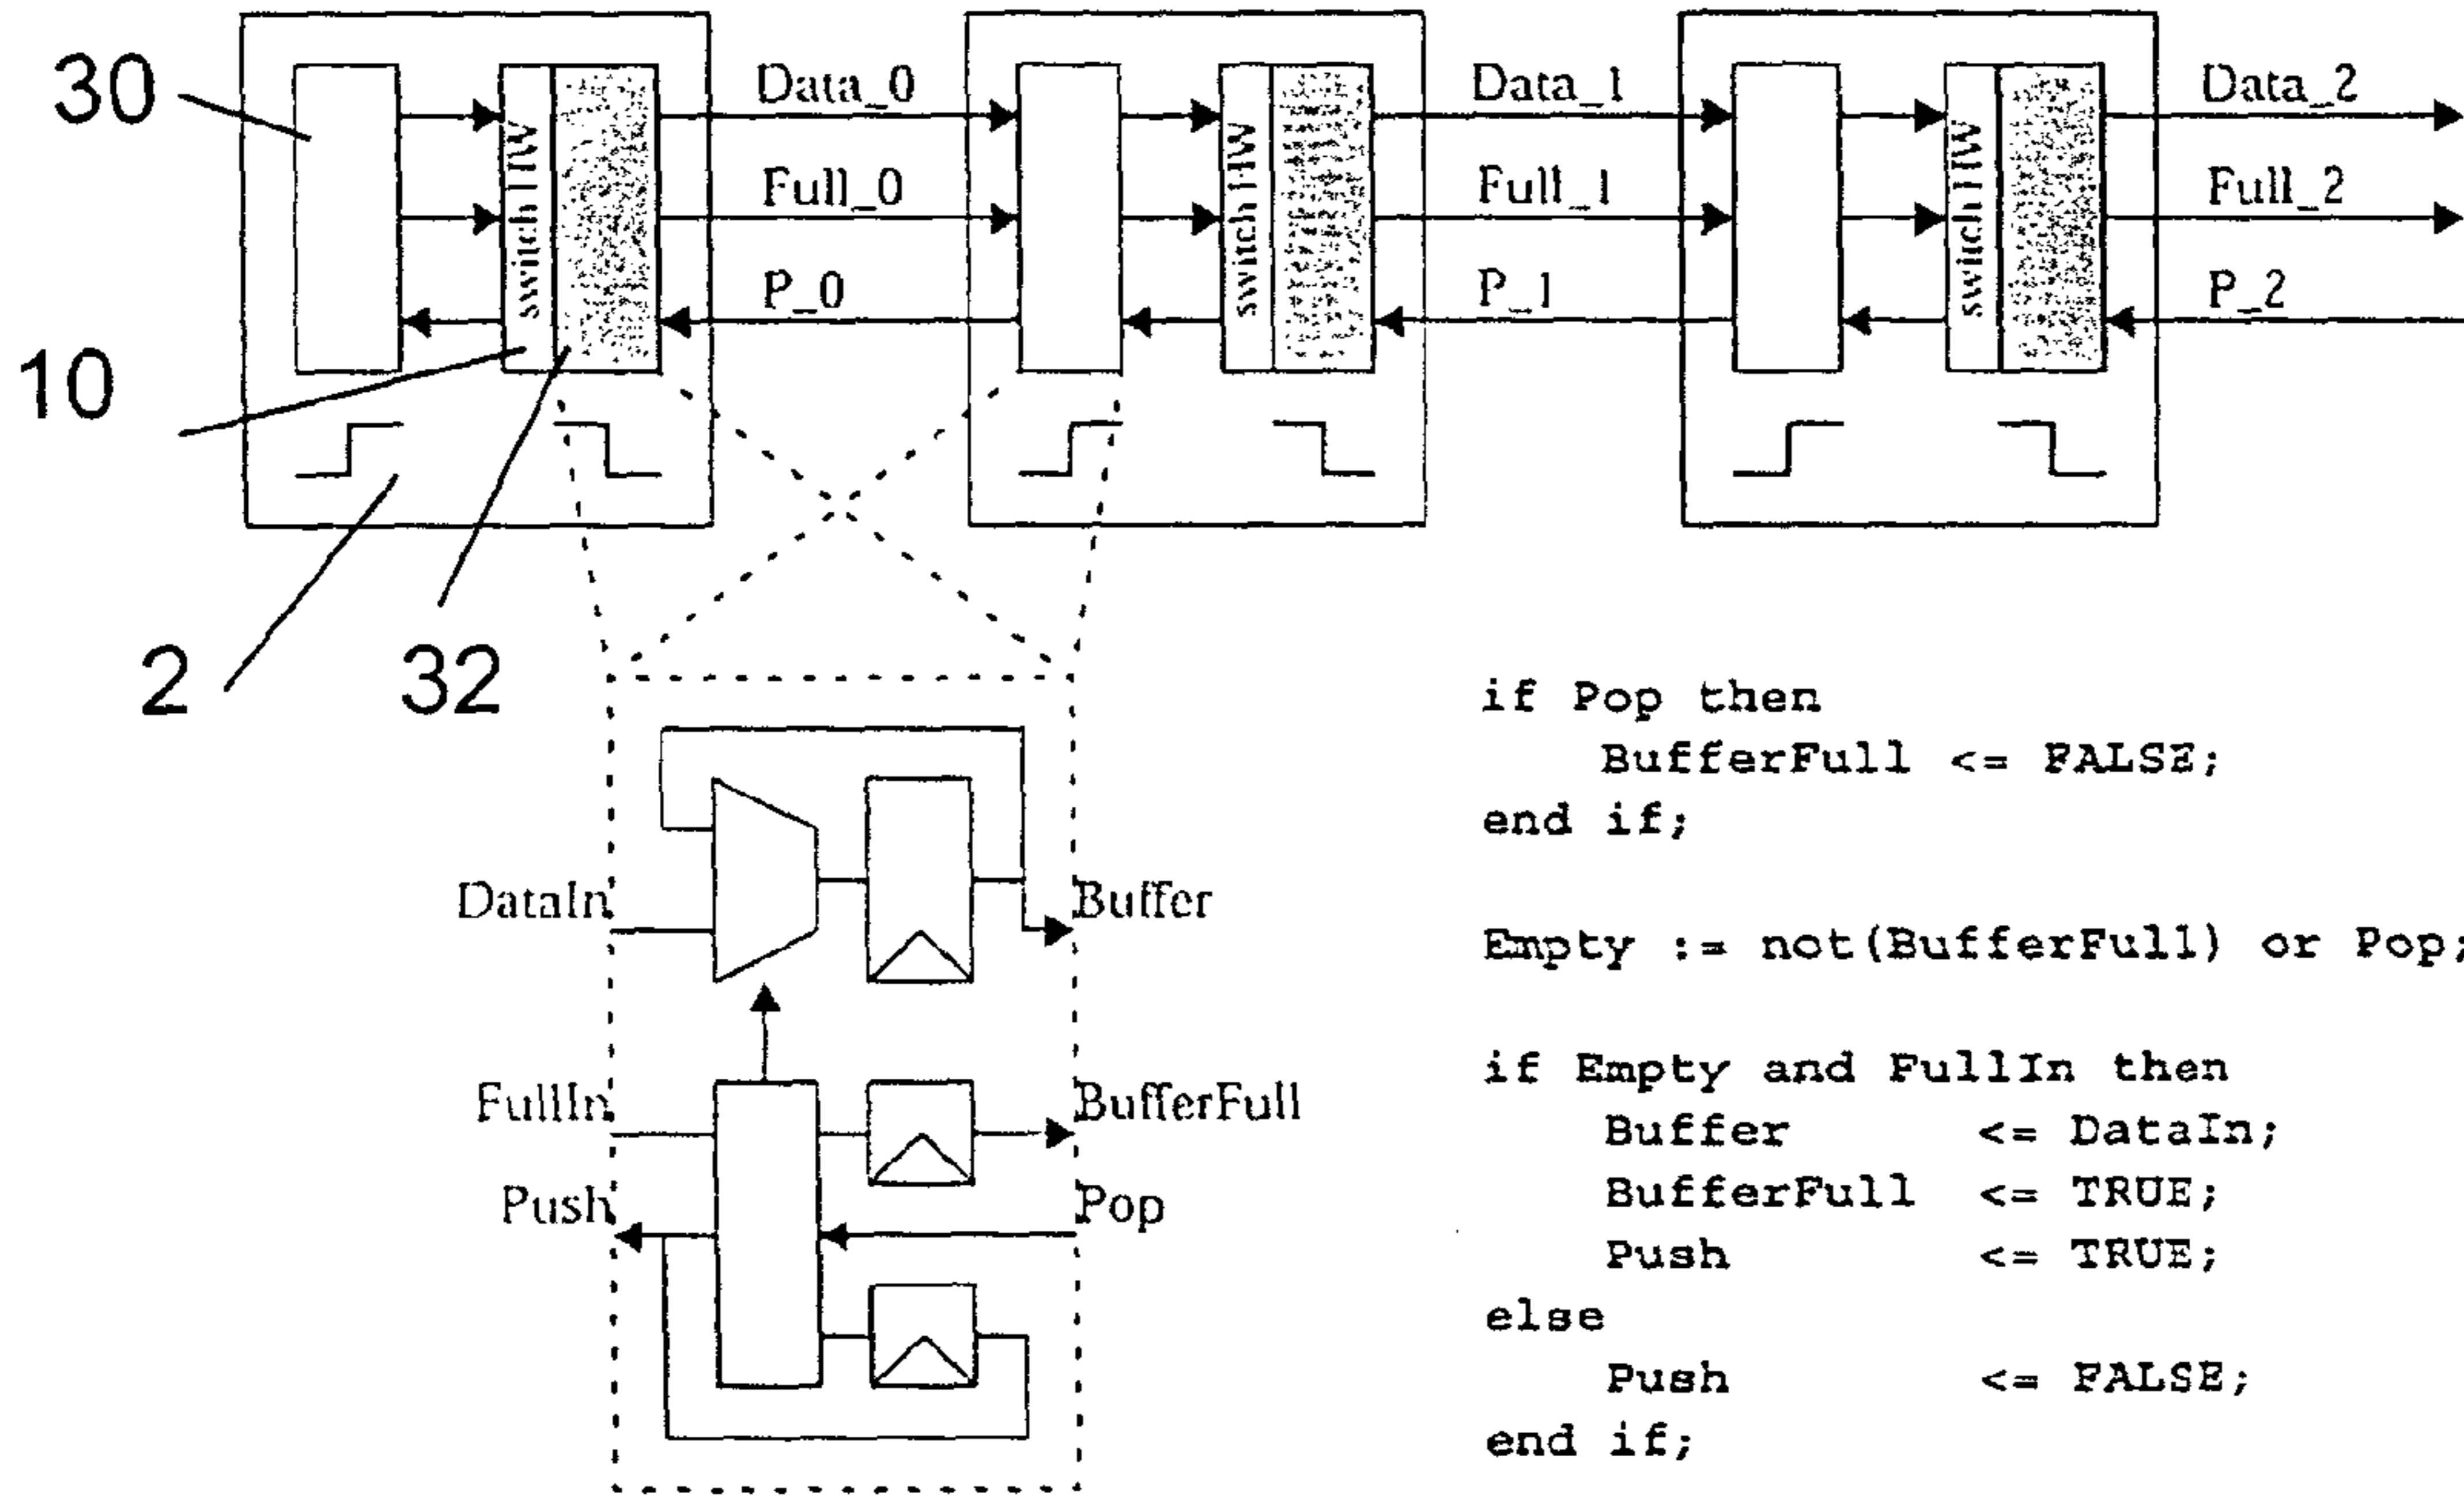 30
Data_0
Data_1
Data_2
switch HW
switch HW
switch HW
Full_0
Full_1
Full_2
P_0
P_1
P_2
10
2
32
if Pop then
BufferFull <= FALSE;
end if;
DataIn
Buffer
Empty := not(BufferFull) or Pop;
if Empty and FullIn then
FullIn
BufferFull
Buffer <= DataIn;
BufferFull <= TRUE;
Push
Pop
Push <= TRUE;
else
Push <= FALSE;
end if;